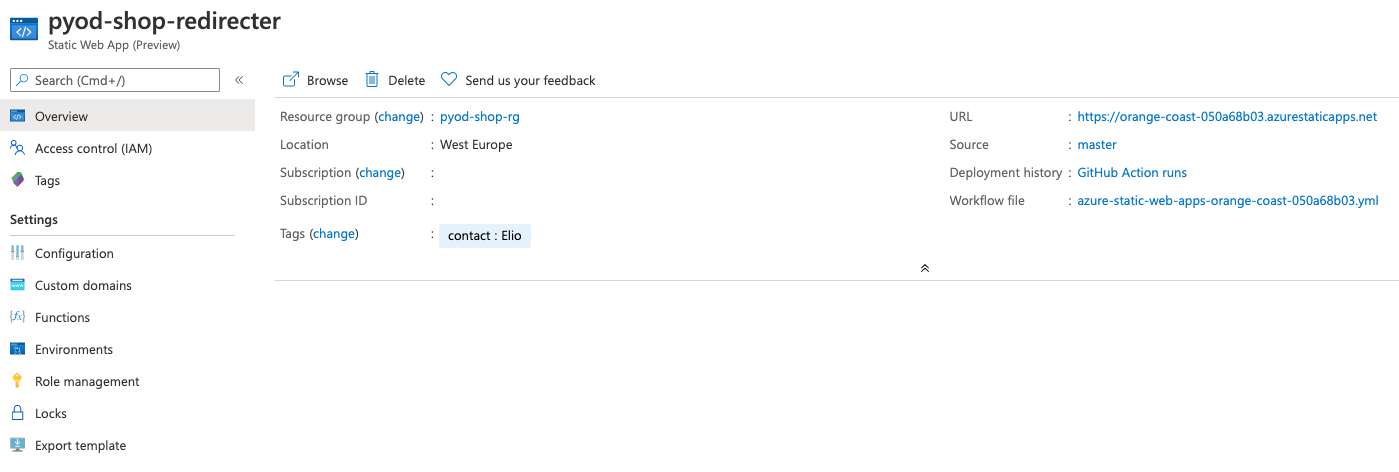 pyod-shop-redirecter
Static Web App (Preview)
Search (Cmd+/)
«
Overview
Access control (IAM)
Tags
Settings
Configuration
Custom domains
Functions
Environments
Role management
Locks
Export template
Browse Delete Send us your feedback
Resource group (change) : pyod-shop-rg
Location : West Europe
Subscription (change) :
Subscription ID :
Tags (change) : contact : Elio
URL : https://orange-coast-050a68b03.azurestaticapps.net
Source : master
Deployment history : GitHub Action runs
Workflow file : azure-static-web-apps-orange-coast-050a68b03.yml